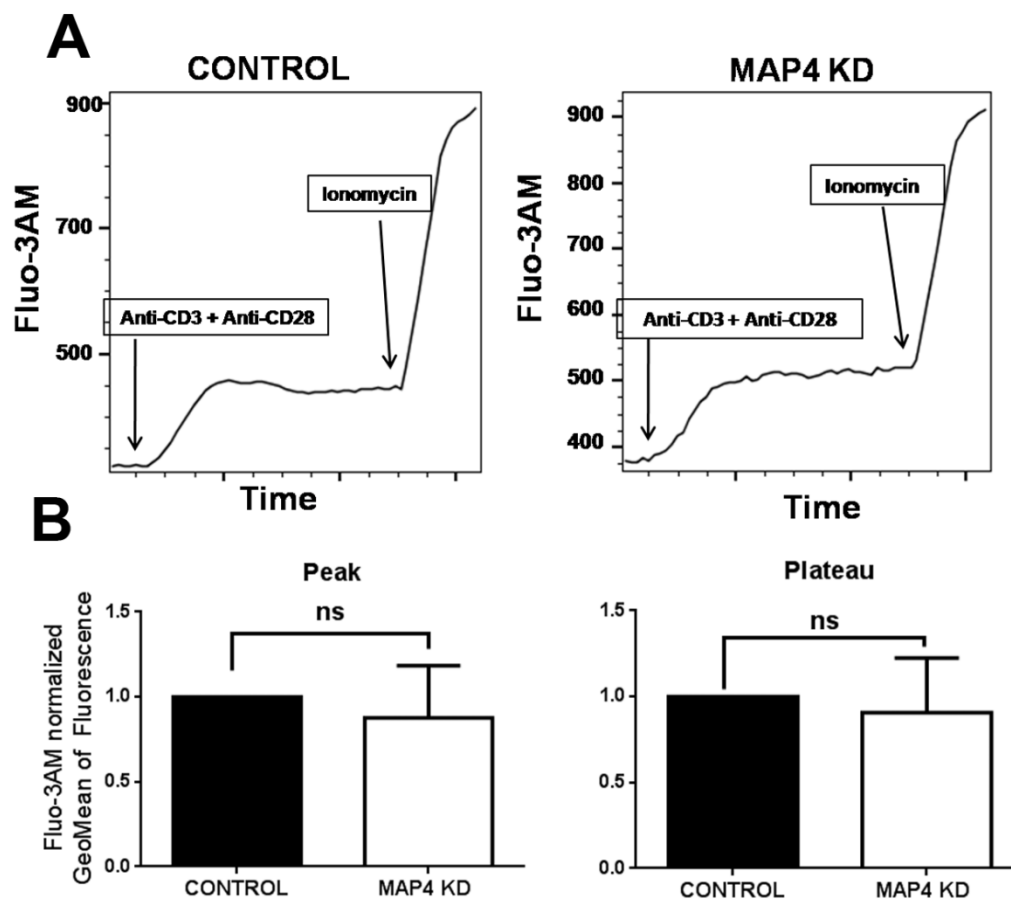 A
CONTROL
900
700
500
Fluo-3AM
Ionomycin
Anti-CD3 + Anti-CD28
Time
MAP4 KD
900
800
700
600
500
400
Fluo-3AM
Ionomycin
Anti-CD3 + Anti-CD28
Time
B
Peak
ns
1.5
1.0
0.5
0.0
Fluo-3AM normalized
GeoMean of Fluorescence
CONTROL
MAP4 KD
Plateau
ns
1.5
1.0
0.5
0.0
CONTROL
MAP4 KD